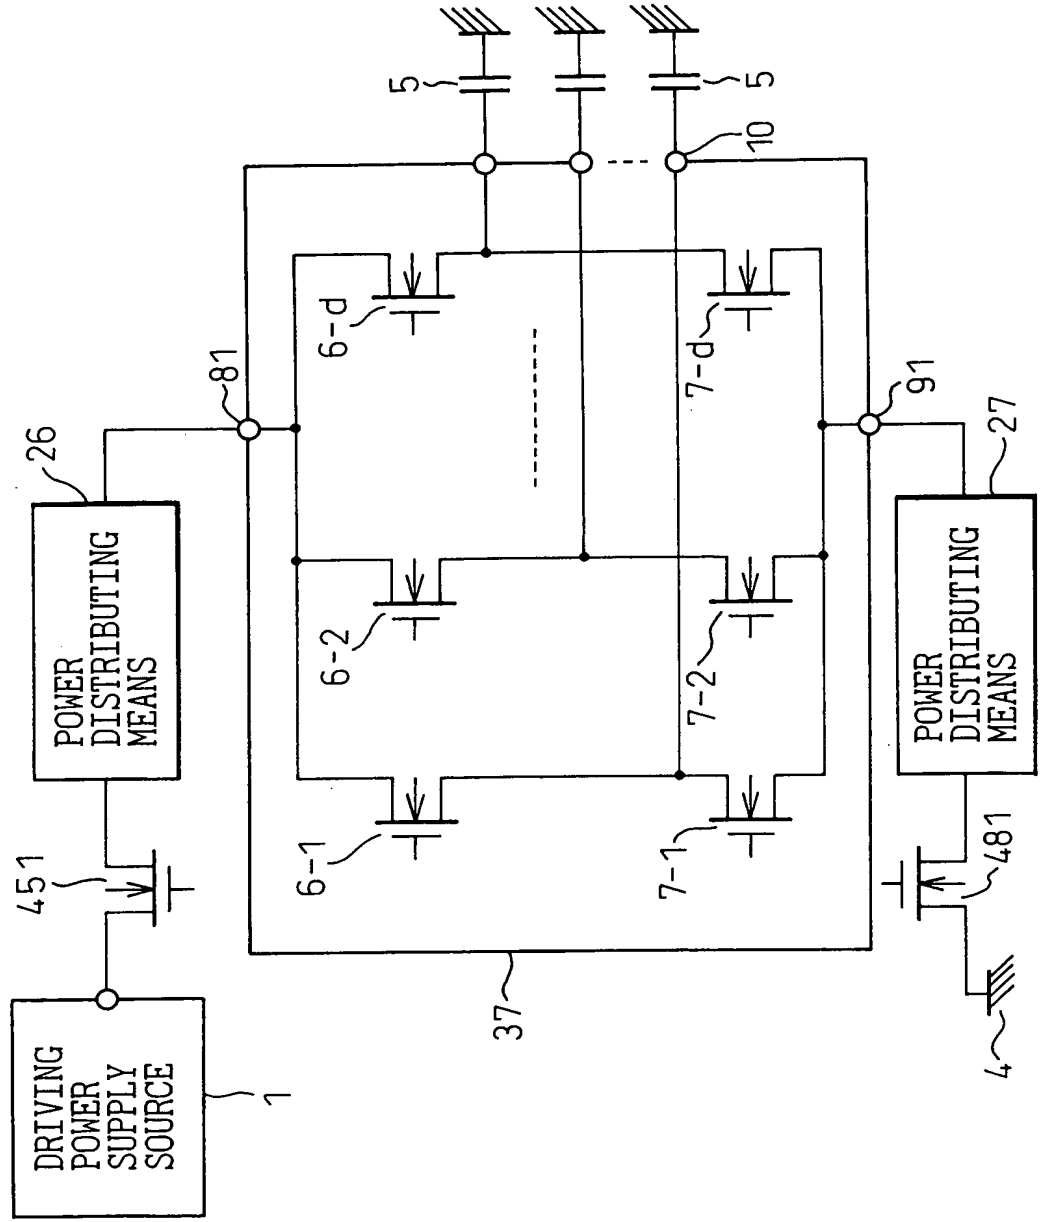 DRIVING
POWER
SUPPLY
SOURCE
1
451
POWER
DISTRIBUTING
MEANS
26
81
37
6-1
6-2
6-d
7-1
7-2
7-d
5
5
10
91
4
481
POWER
DISTRIBUTING
MEANS
27